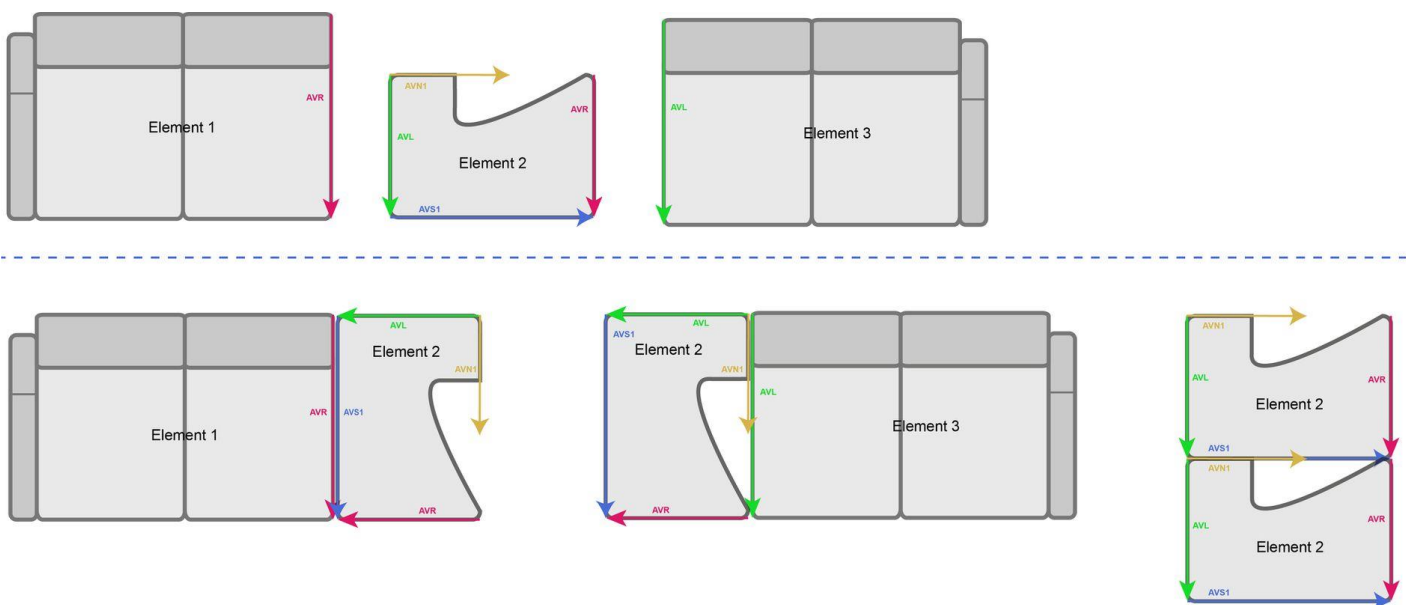 AVN1
AVR
AVR
AVL
Element 1
Element 2
AVL
Element 3
AVS1
AVL
AVS1
AVL
AVN1
Element 2
Element 2
AVN1
AVN1
AVL
AVR
AVL
AVR
AVS1
Element 2
Element 1
Element 3
AVS1
AVN1
AVR
AVR
AVL
AVR
Element 2
AVS1